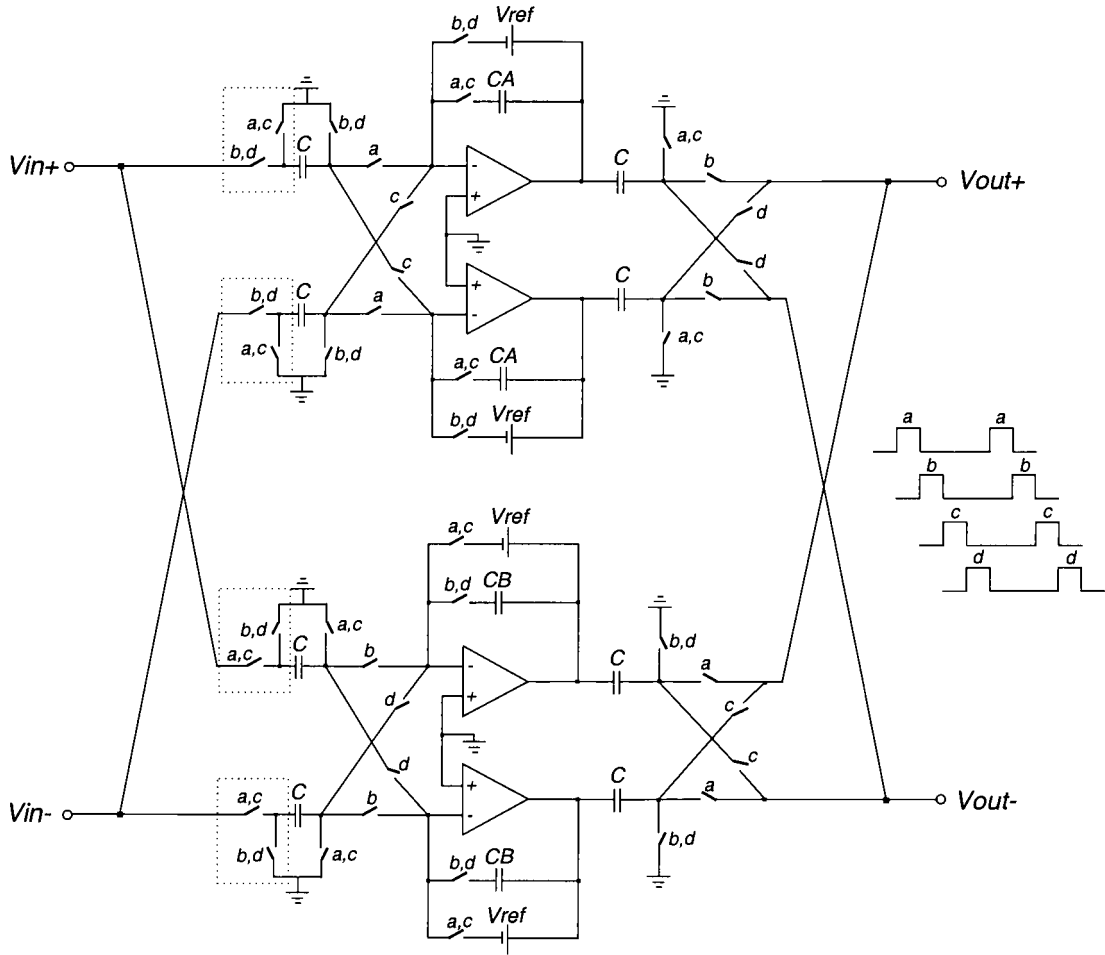 Vref
b,d
CA
a,c
a,c
b,d
C
b,d
a
Vin+
-
+
C
a,c
b
Vout+
c
d
c
d
b,d
C
a
+
-
C
b
a,c
b,d
a,c
CA
a,c
Vref
b,d
a
a
b
b
c
c
d
d
Vref
a,c
CB
b,d
b,d
a,c
C
a,c
b
-
+
C
b,d
a
d
c
d
c
Vin-
a,c
C
b
+
-
C
a
Vout-
b,d
a,c
b,d
CB
b,d
Vref
a,c